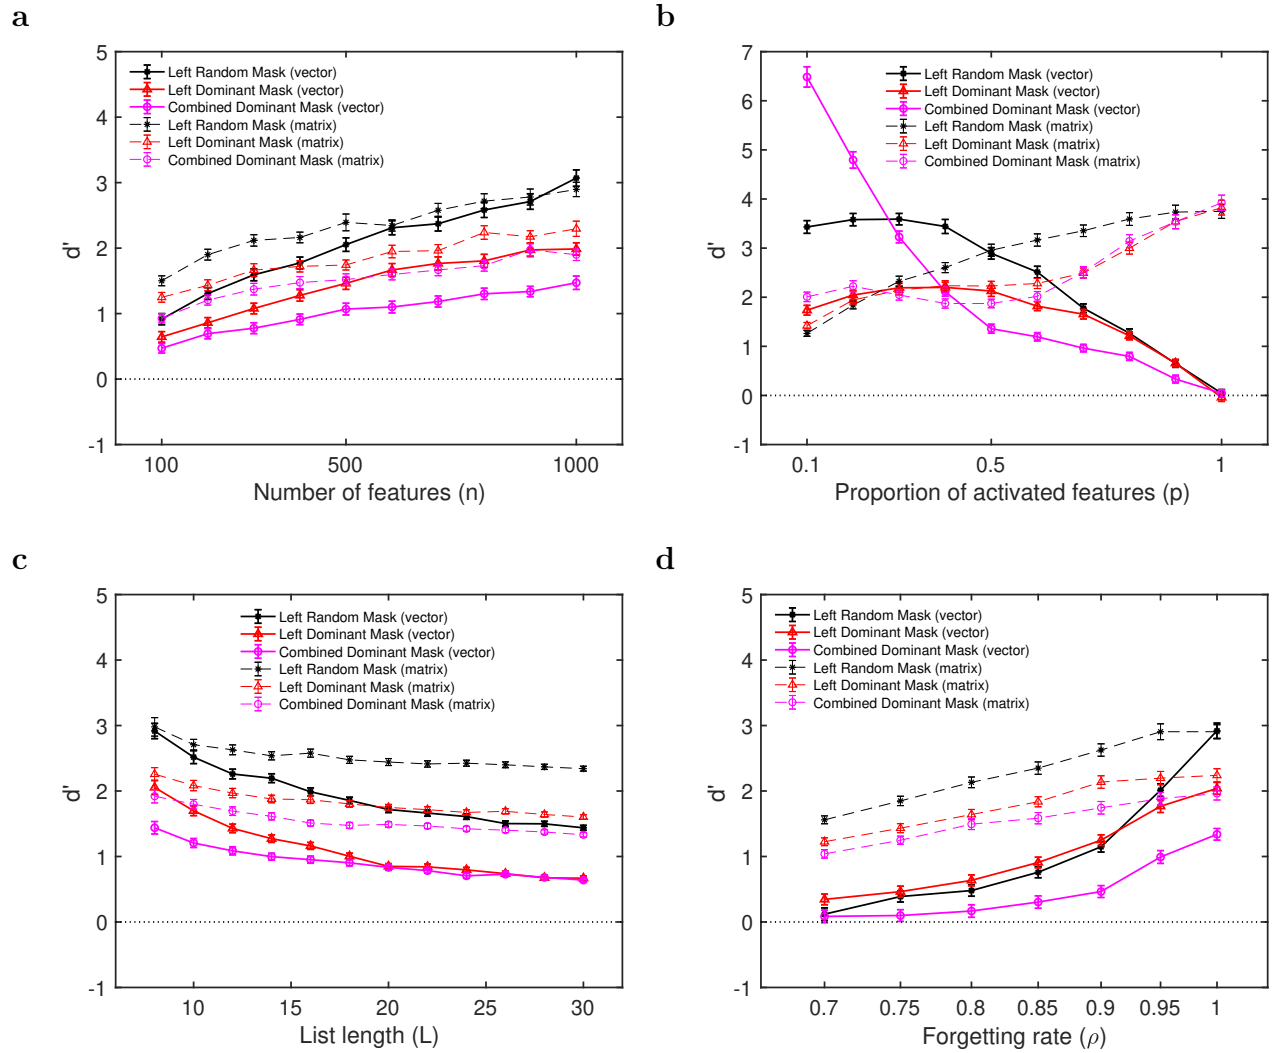 a
5
4
3
2
1
0
-1
d'
Left Random Mask (vector)
Left Dominant Mask (vector)
Combined Dominant Mask (vector)
Left Random Mask (matrix)
Left Dominant Mask (matrix)
Combined Dominant Mask (matrix)
100 500 1000
Number of features (n)
b
7
6
5
4
3
2
1
0
-1
d'
Left Random Mask (vector)
Left Dominant Mask (vector)
Combined Dominant Mask (vector)
Left Random Mask (matrix)
Left Dominant Mask (matrix)
Combined Dominant Mask (matrix)
0.1 0.5 1
Proportion of activated features (p)
c
5
4
3
2
1
0
-1
d'
Left Random Mask (vector)
Left Dominant Mask (vector)
Combined Dominant Mask (vector)
Left Random Mask (matrix)
Left Dominant Mask (matrix)
Combined Dominant Mask (matrix)
10 15 20 25 30
List length (L)
d
5
4
3
2
1
0
-1
d'
Left Random Mask (vector)
Left Dominant Mask (vector)
Combined Dominant Mask (vector)
Left Random Mask (matrix)
Left Dominant Mask (matrix)
Combined Dominant Mask (matrix)
0.7 0.75 0.8 0.85 0.9 0.95 1
Forgetting rate (ρ)